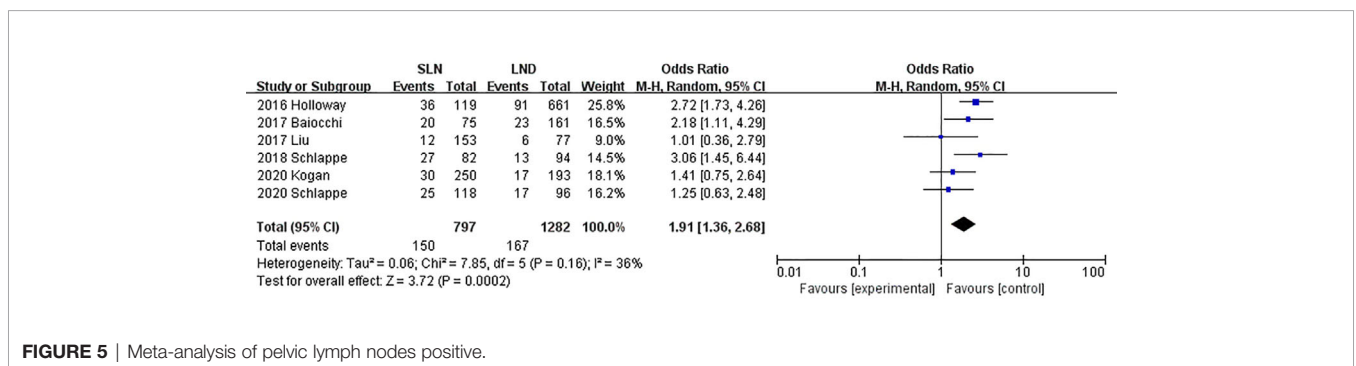 SLN LND Odds Ratio Odds Ratio
Study or Subgroup Events Total Events Total Weight M-H, Random, 95% CI M-H, Random, 95% CI
2016 Holloway 36 119 91 661 25.8% 2.72 [1.73, 4.26]
2017 Baiocchi 20 75 23 161 16.5% 2.18 [1.11, 4.29]
2017 Liu 12 153 6 77 9.0% 1.01 [0.36, 2.79]
2018 Schlappe 27 82 13 94 14.5% 3.06 [1.45, 6.44]
2020 Kogan 30 250 17 193 18.1% 1.41 [0.75, 2.64]
2020 Schlappe 25 118 17 96 16.2% 1.25 [0.63, 2.48]
Total (95% CI) 797 1282 100.0% 1.91 [1.36, 2.68]
Total events 150 167
Heterogeneity: Tau² = 0.06; Chi² = 7.85, df = 5 (P = 0.16); I² = 36%
Test for overall effect: Z = 3.72 (P = 0.0002)
0.01 0.1 1 10 100
Favours [experimental] Favours [control]
FIGURE 5 | Meta-analysis of pelvic lymph nodes positive.